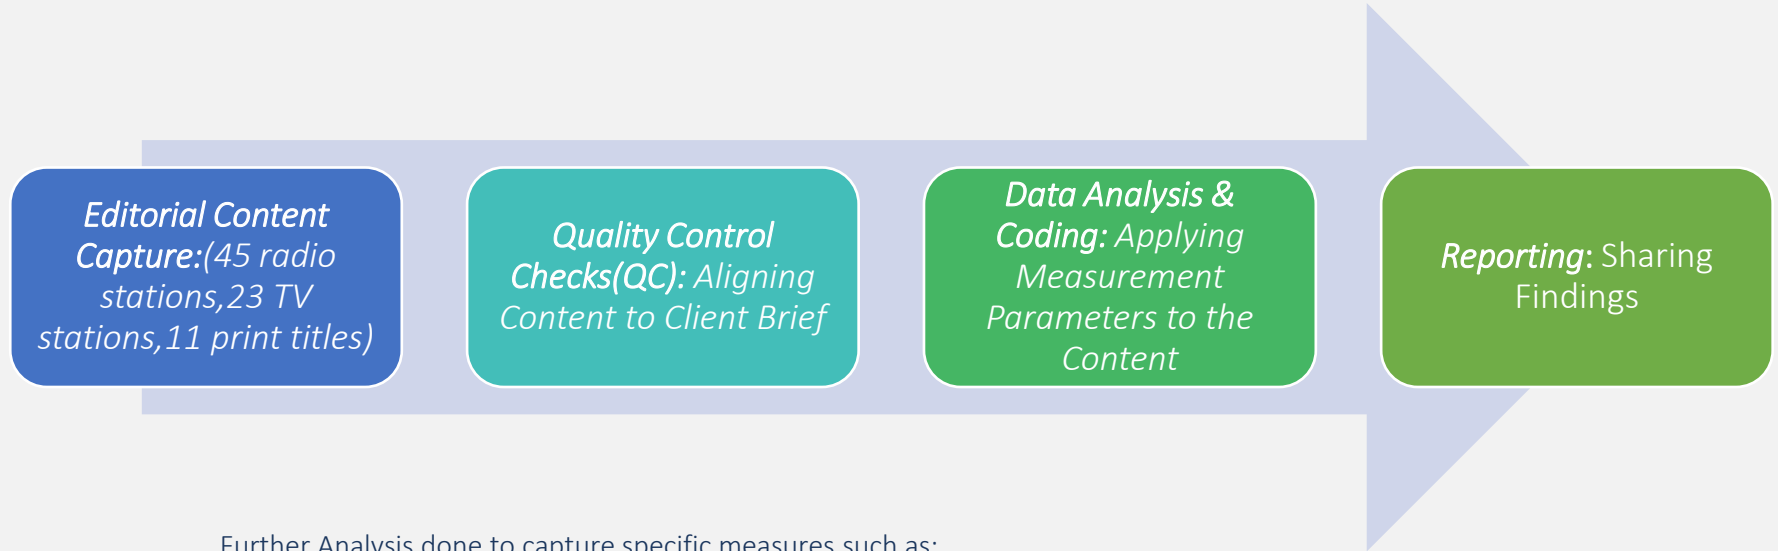 Editorial Content
Capture:(45 radio
stations,23 TV
stations,11 print titles)
Quality Control
Checks(QC): Aligning
Content to Client Brief
Data Analysis &
Coding: Applying
Measurement
Parameters to the
Content
Reporting: Sharing
Findings
Further Analysis done to capture specific measures such as: